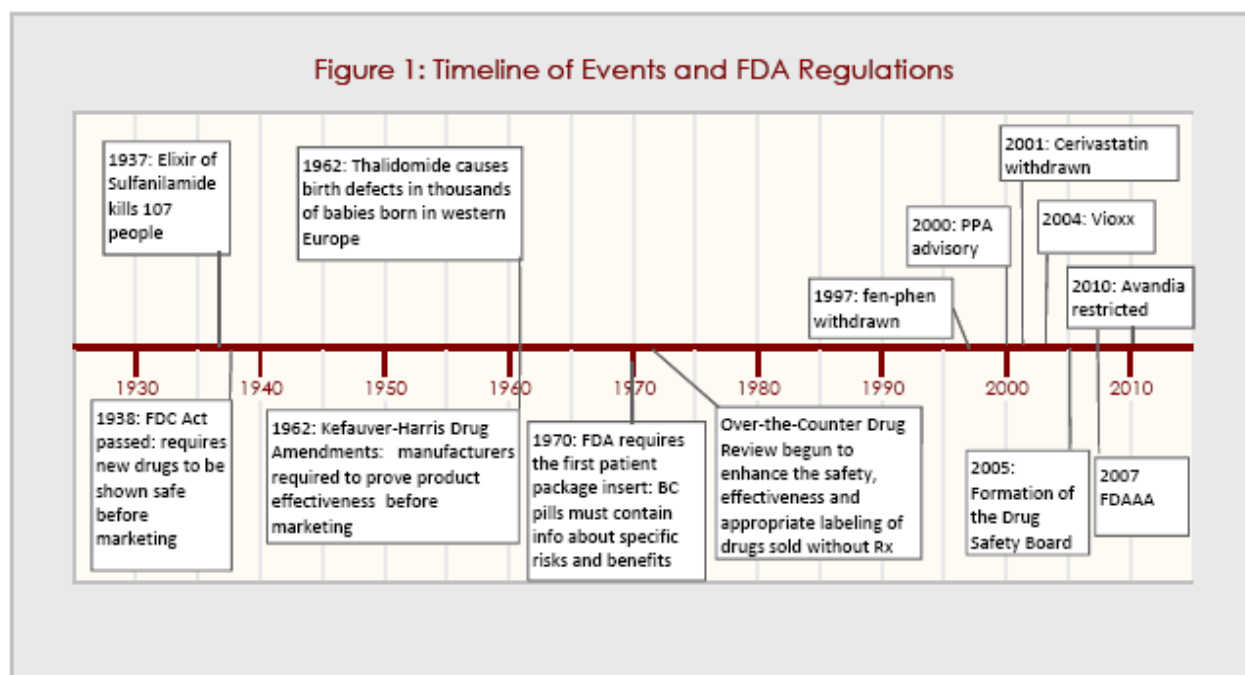 Figure 1: Timeline of Events and FDA Regulations
1937: Elixir of
Sulfanilamide
kills 107
people
1962: Thalidomide causes
birth defects in thousands
of babies born in western
Europe
2001: Cerivastatin
withdrawn
2000: PPA
advisory
2004: Vioxx
1997: fen-phen
withdrawn
2010: Avandia
restricted
1930
1940
1950
1960
1970
1980
1990
2000
2010
1938: FDC Act
passed: requires
new drugs to be
shown safe
before
marketing
1962: Kefauver-Harris Drug
Amendments: manufacturers
required to prove product
effectiveness before
marketing
1970: FDA requires
the first patient
package insert: BC
pills must contain
info about specific
risks and benefits
Over-the-Counter Drug
Review begun to
enhance the safety,
effectiveness and
appropriate labeling of
drugs sold without Rx
2005:
Formation of
the Drug
Safety Board
2007
FDAAA